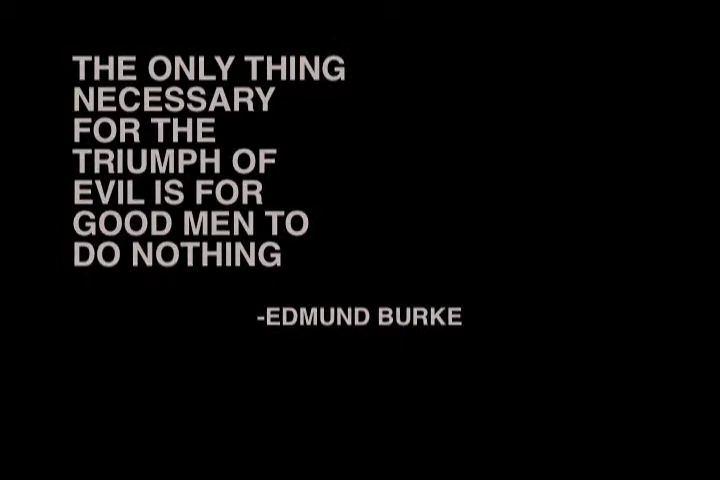 THE ONLY THING
NECESSARY
FOR THE
TRIUMPH OF
EVIL IS FOR
GOOD MEN TO
DO NOTHING
-EDMUND BURKE